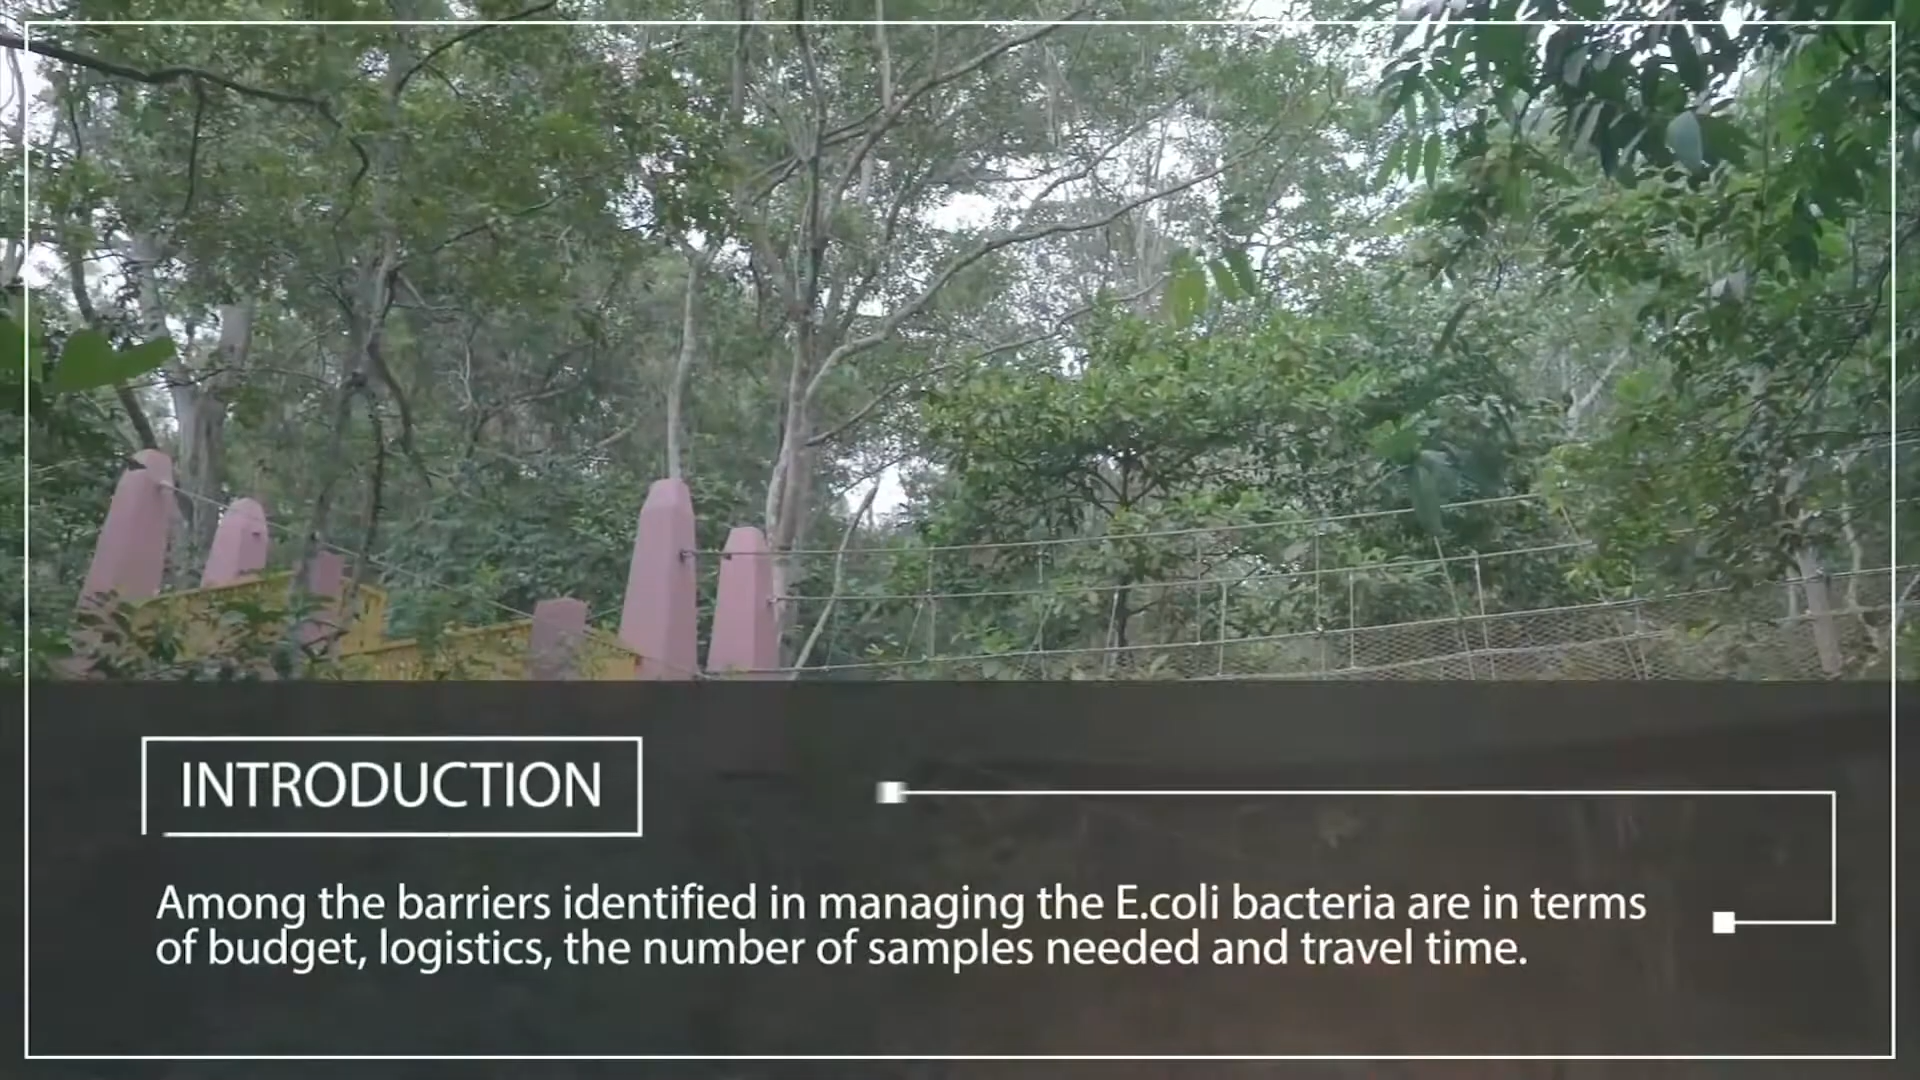 INTRODUCTION
Among the barriers identified in managing the E.coli bacteria are in terms
of budget, logistics, the number of samples needed and travel time.